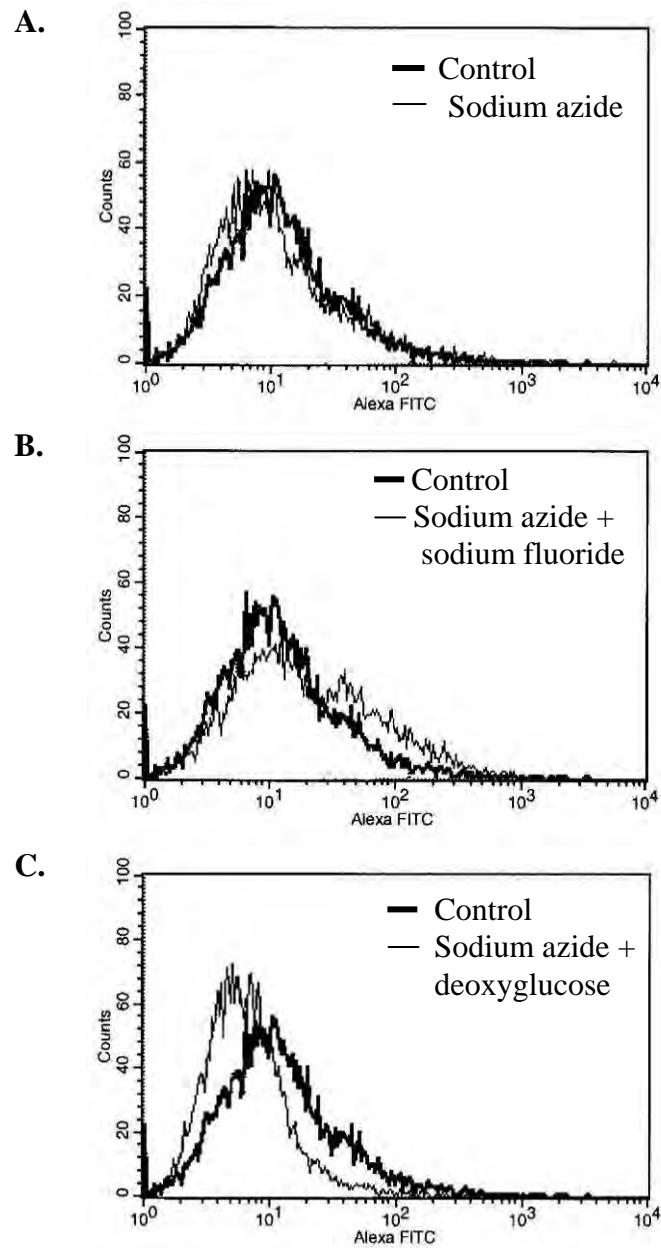 A.
100
Control
Sodium azide
80
60
Counts
40
20
0
10^0 10^1 10^2 10^3 10^4
Alexa FITC
B.
100
Control
Sodium azide +
sodium fluoride
80
60
Counts
40
20
0
10^0 10^1 10^2 10^3 10^4
Alexa FITC
C.
100
Control
Sodium azide +
deoxyglucose
80
60
Counts
40
20
0
10^0 10^1 10^2 10^3 10^4
Alexa FITC